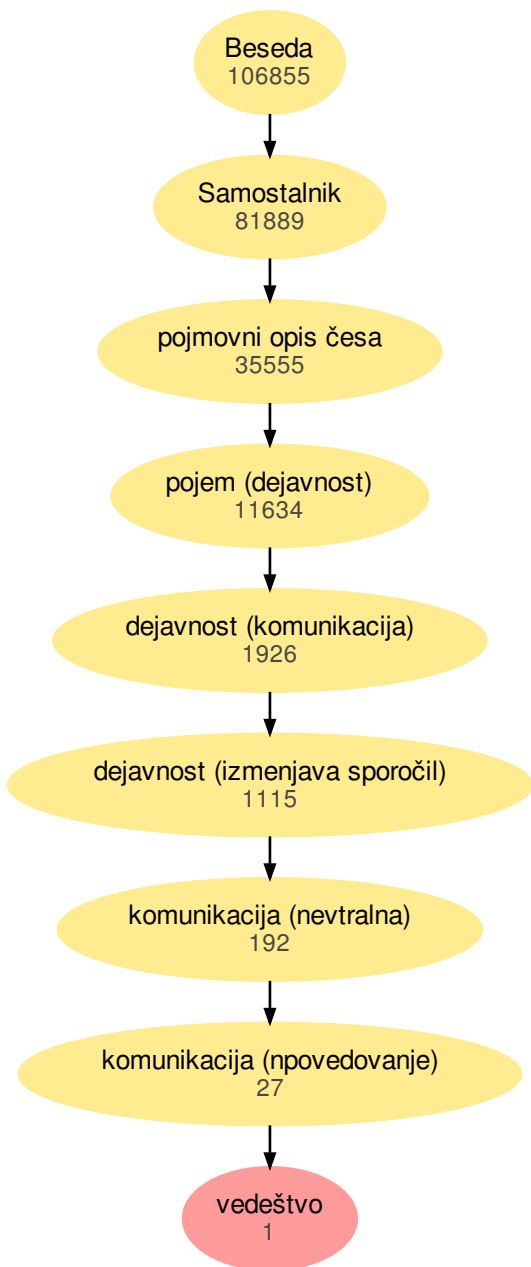 Beseda
106855
Samostalnik
81889
pojmovni opis česa
35555
pojem (dejavnost)
11634
dejavnost (komunikacija)
1926
dejavnost (izmenjava sporočil)
1115
komunikacija (nevtralna)
192
komunikacija (npovedovanje)
27
vedeštvo
1